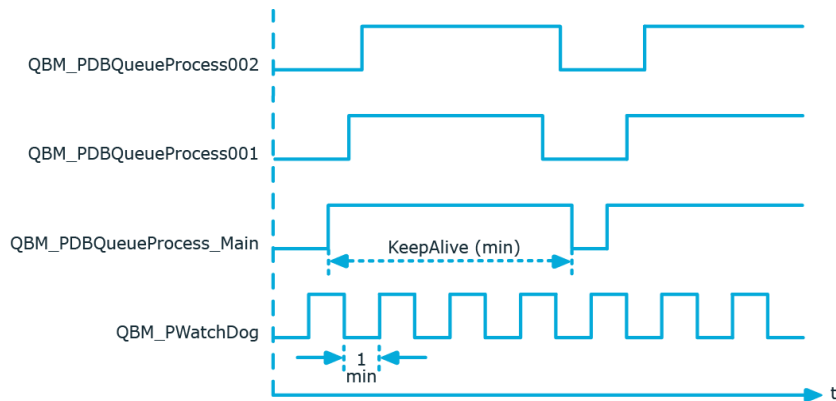 QBM_PDBQueueProcess002
QBM_PDBQueueProcess001
QBM_PDBQueueProcess_Main
KeepAlive (min)
QBM_PWatchDog
1
min
t